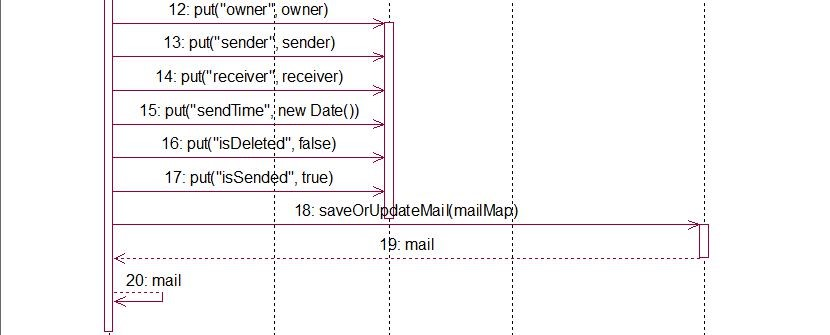 12: put("owner", owner)
13: put("sender", sender)
14: put("receiver", receiver)
15: put("sendTime", new Date())
16: put("isDeleted", false)
17: put("isSended", true)
18: saveOrUpdateMail(mailMap)
19: mail
20: mail